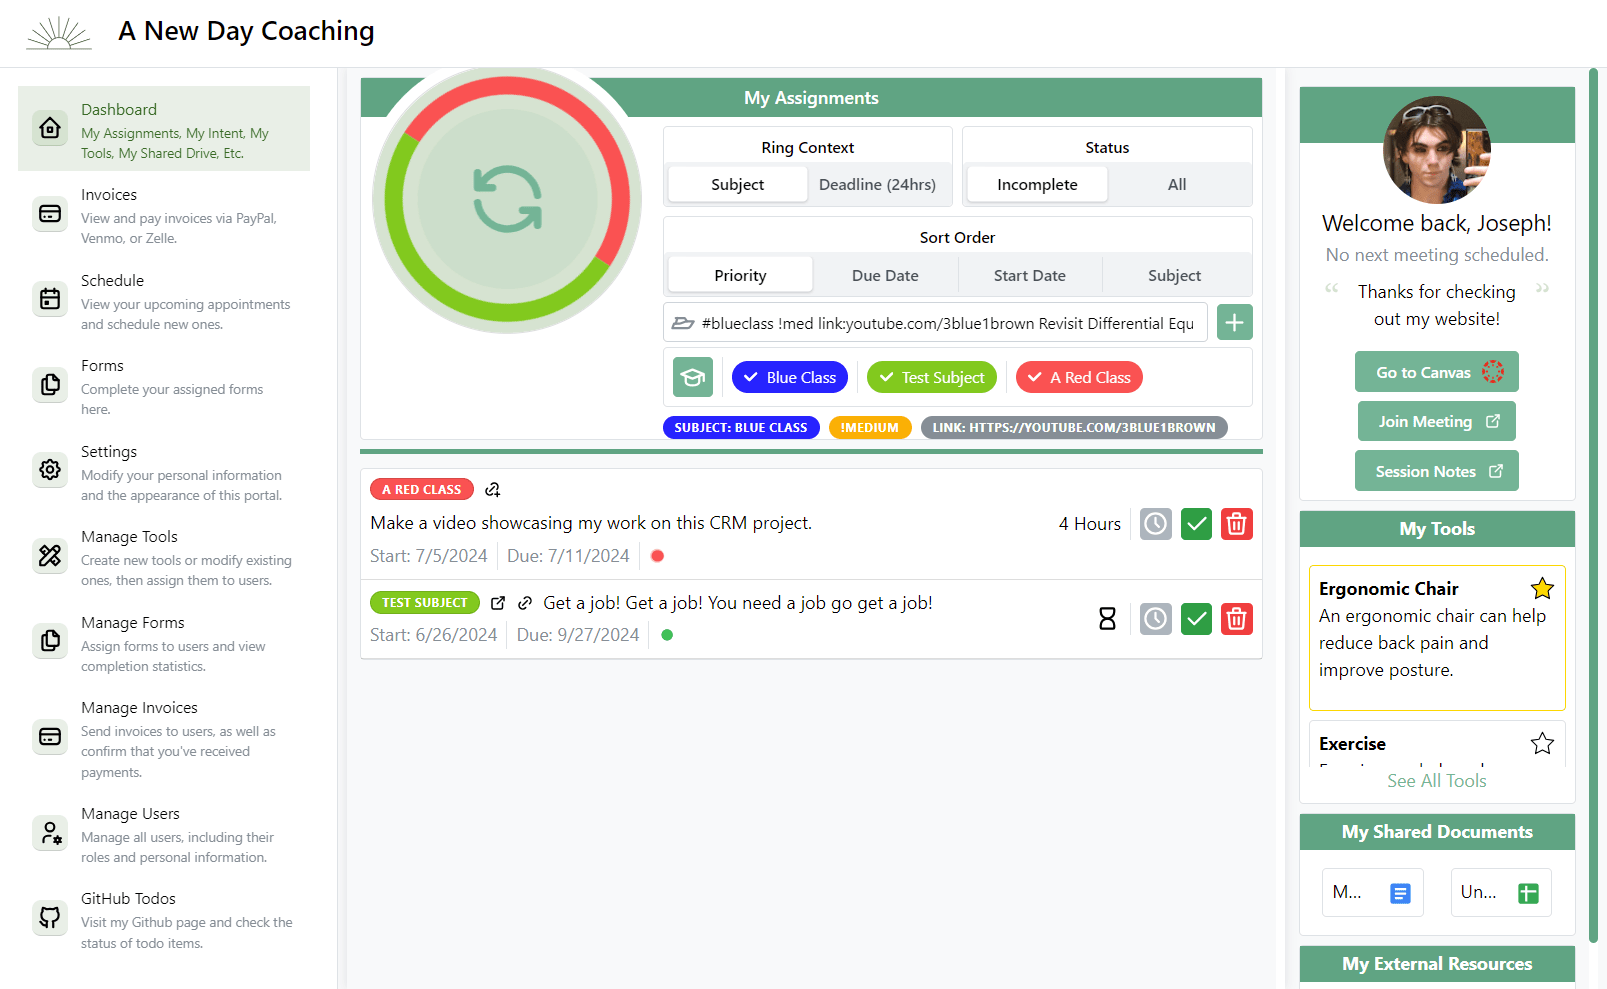 A New Day Coaching
Dashboard
My Assignments, My Intent, My
Tools, My Shared Drive, Etc.
Invoices
View and pay invoices via PayPal,
Venmo, or Zelle.
Schedule
View your upcoming appointments
and schedule new ones.
Forms
Complete your assigned forms
here.
Settings
Modify your personal information
and the appearance of this portal.
Manage Tools
Create new tools or modify existing
ones, then assign them to users.
Manage Forms
Assign forms to users and view
completion statistics.
Manage Invoices
Send invoices to users, as well as
confirm that you've received
payments.
Manage Users
Manage all users, including their
roles and personal information.
GitHub Todos
Visit my Github page and check the
status of todo items.
My Assignments
Ring Context
Subject
Deadline (24hrs)
Status
Incomplete
All
Sort Order
Priority
Due Date
Start Date
Subject
#blueclass !med link:youtube.com/3blue1brown Revisit Differential Equ
Blue Class
Test Subject
A Red Class
SUBJECT: BLUE CLASS
!MEDIUM
LINK: HTTPS://YOUTUBE.COM/3BLUE1BROWN
A RED CLASS
Make a video showcasing my work on this CRM project.
4 Hours
Start: 7/5/2024
Due: 7/11/2024
TEST SUBJECT
Get a job! Get a job! You need a job go get a job!
Start: 6/26/2024
Due: 9/27/2024
Welcome back, Joseph!
No next meeting scheduled.
“ Thanks for checking ”
out my website!
Go to Canvas
Join Meeting
Session Notes
My Tools
Ergonomic Chair
An ergonomic chair can help
reduce back pain and
improve posture.
Exercise
See All Tools
My Shared Documents
M...
Un...
My External Resources